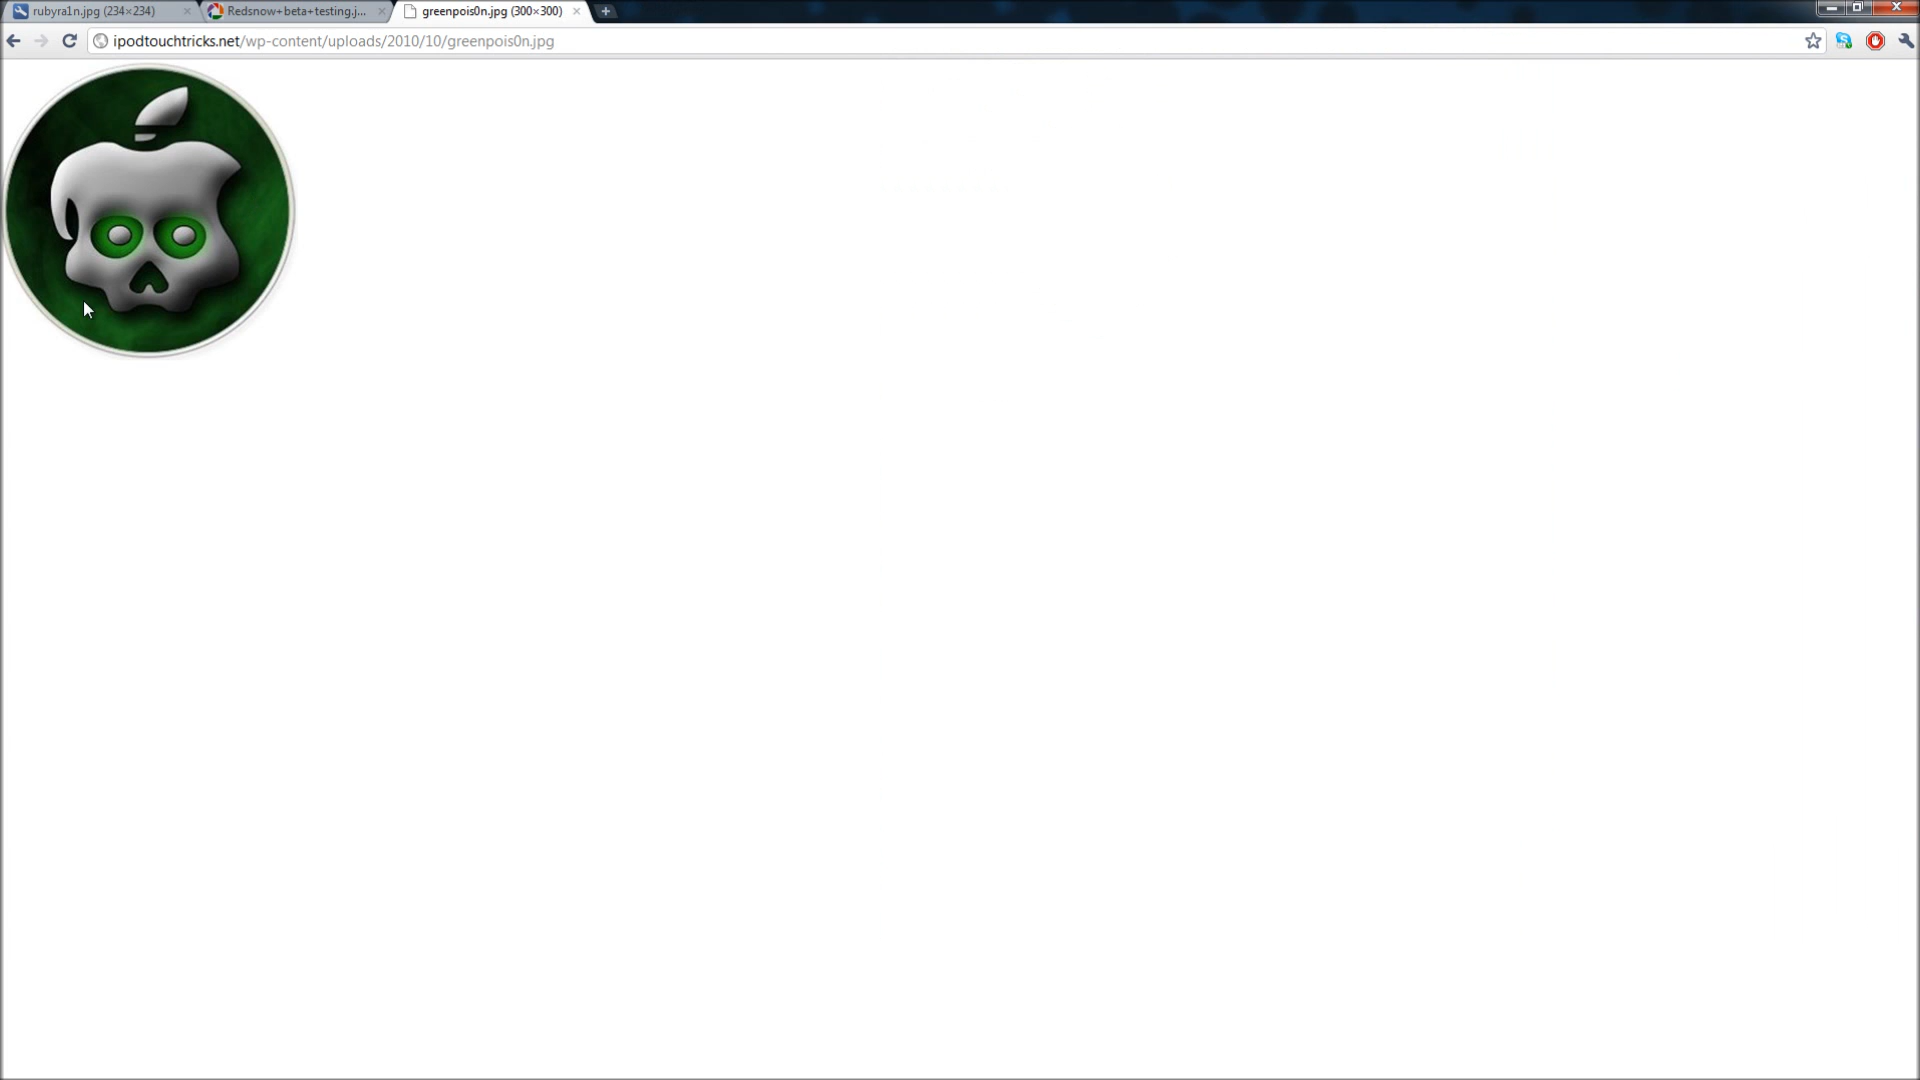 rubyra1n.jpg (234×234)
Redsnow+beta+testing.j...
greenpois0n.jpg (300×300)
ipodtouchtricks.net/wp-content/uploads/2010/10/greenpois0n.jpg